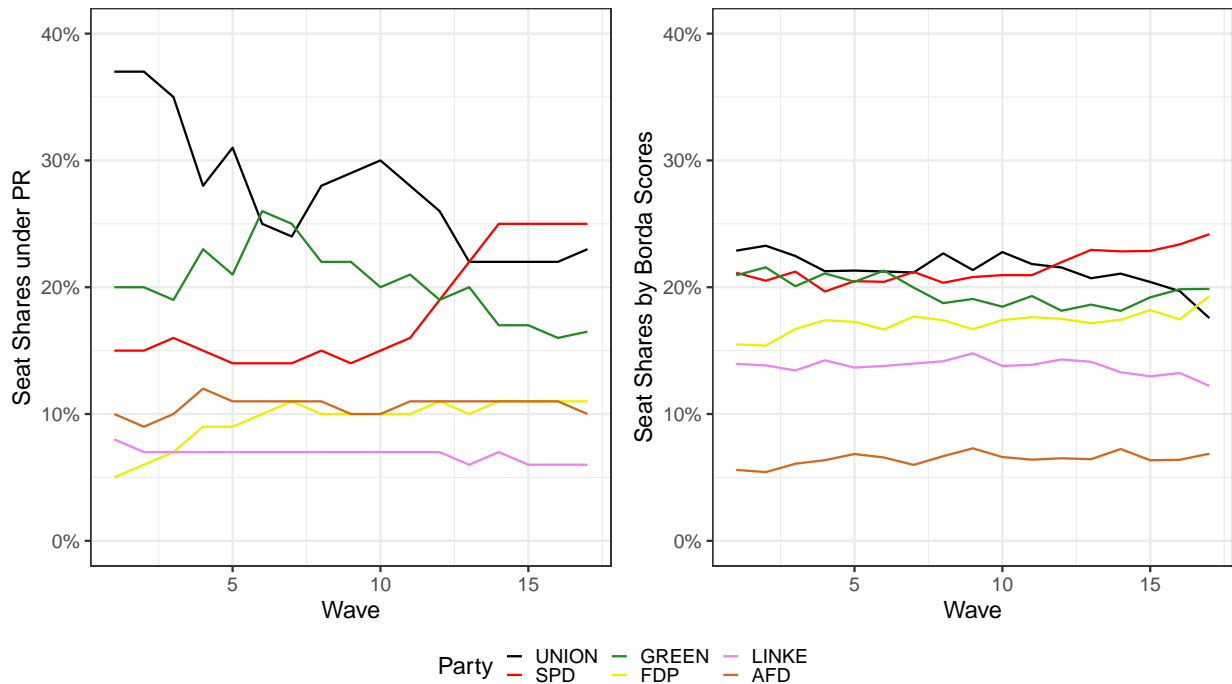 40%
30%
20%
10%
0%
Seat Shares under PR
5
10
15
Wave
40%
30%
20%
10%
0%
Seat Shares by Borda Scores
5
10
15
Wave
Party
UNION
GREEN
LINKE
SPD
FDP
AFD